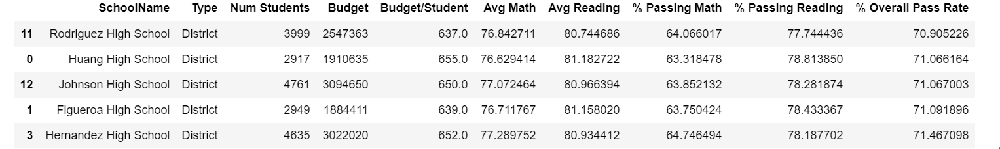 SchoolName Type Num Students Budget Budget/Student Avg Math Avg Reading % Passing Math % Passing Reading % Overall Pass Rate
11 Rodriguez High School District 3999 2547363 637.0 76.842711 80.744686 64.066017 77.744436 70.905226
0 Huang High School District 2917 1910635 655.0 76.629414 81.182722 63.318478 78.813850 71.066164
12 Johnson High School District 4761 3094650 650.0 77.072464 80.966394 63.852132 78.281874 71.067003
1 Figueroa High School District 2949 1884411 639.0 76.711767 81.158020 63.750424 78.433367 71.091896
3 Hernandez High School District 4635 3022020 652.0 77.289752 80.934412 64.746494 78.187702 71.467098